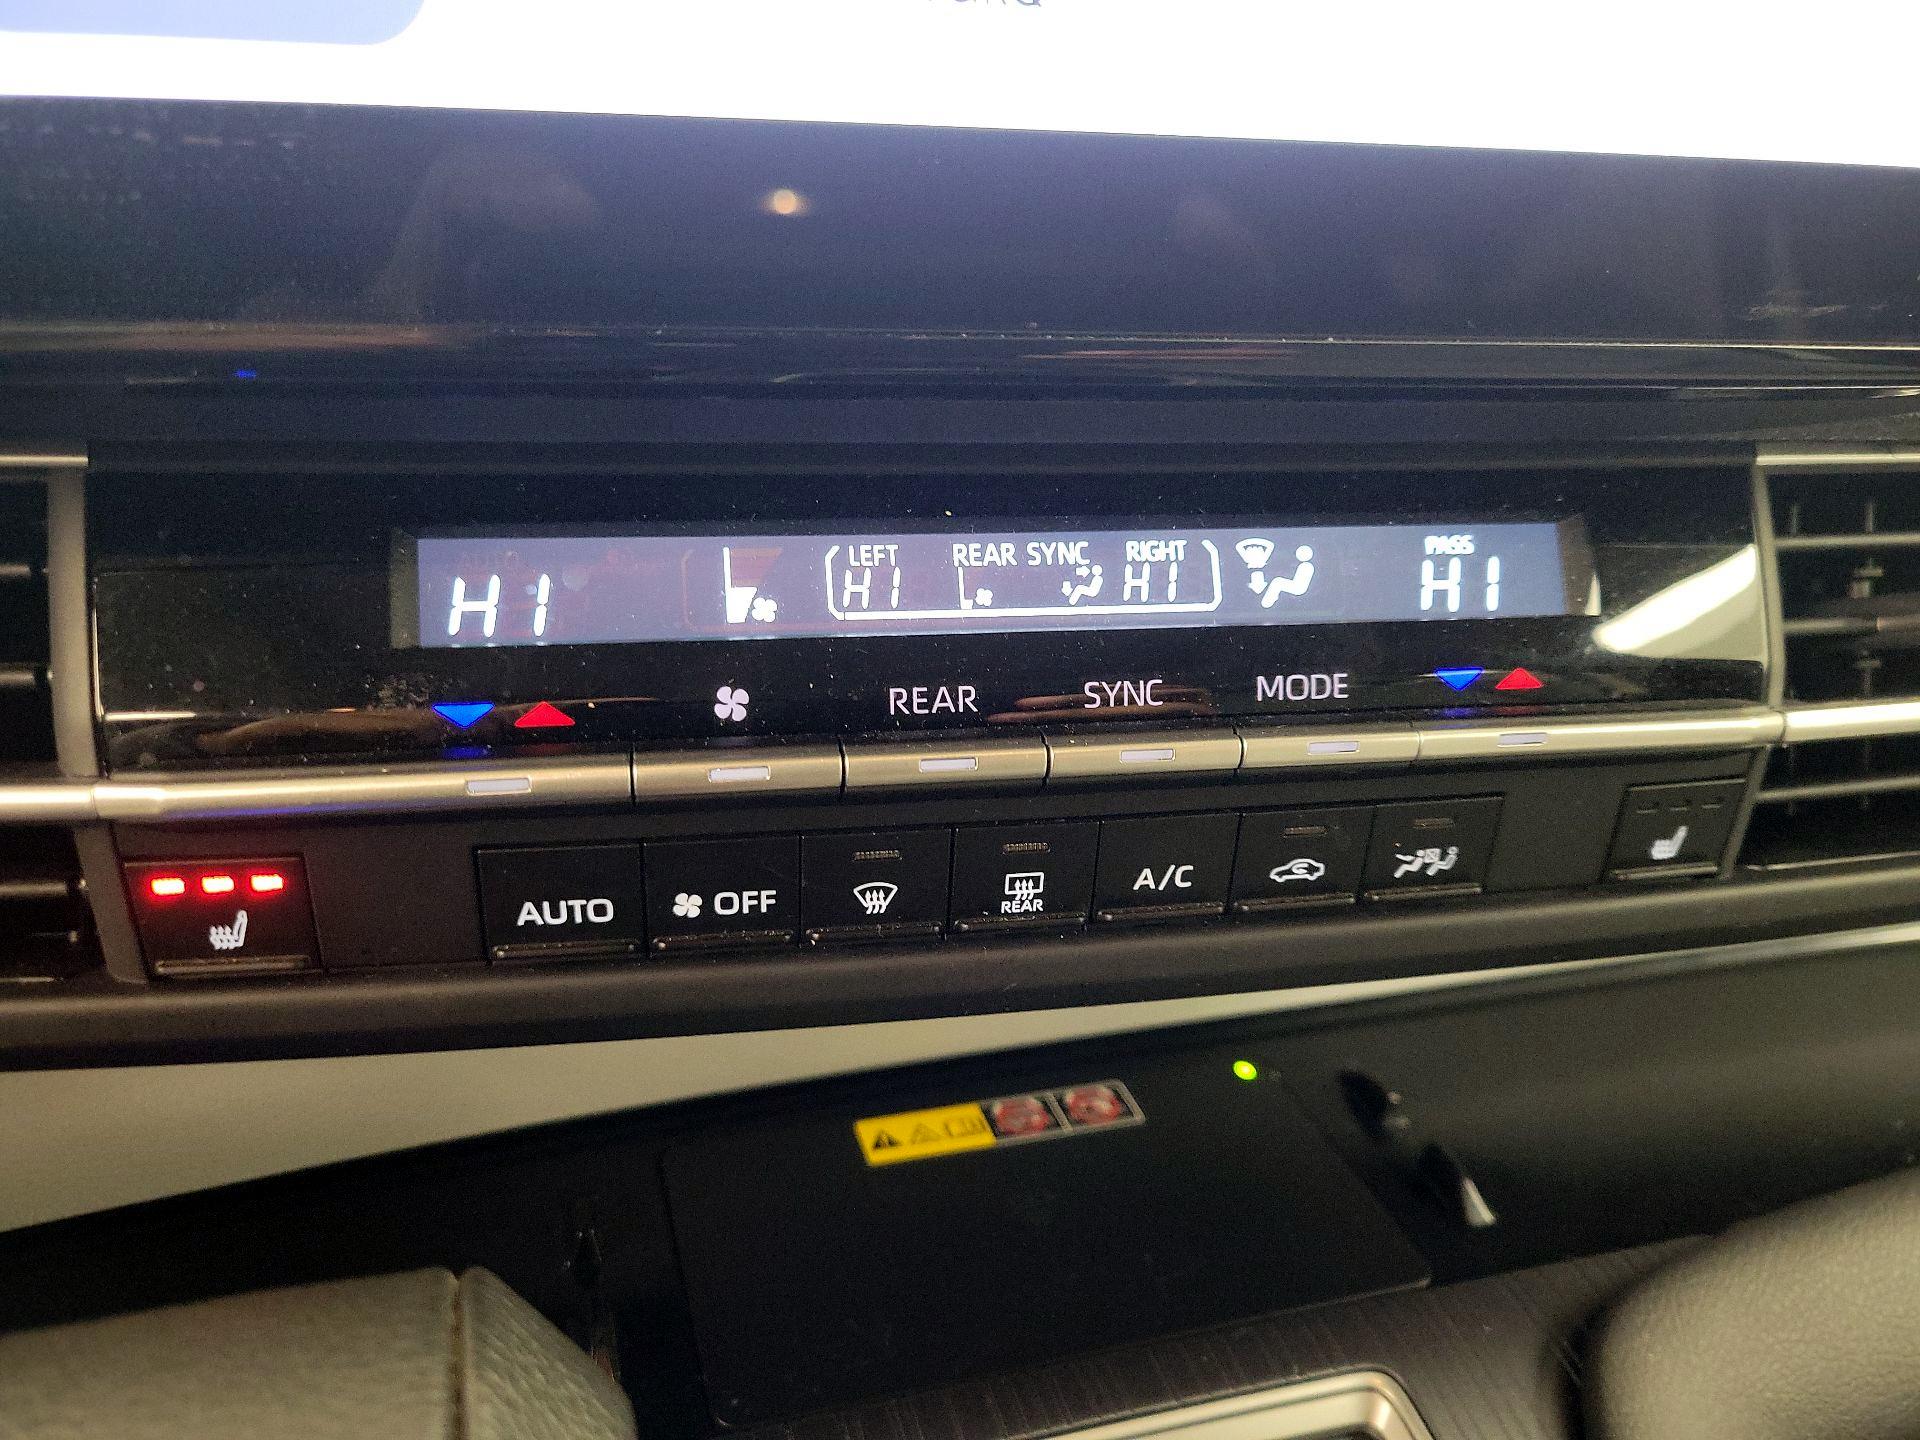 LEFT REAR SYNC RIGHT PASS
HI HI HI HI
REAR SYNC MODE
AUTO OFF REAR A/C